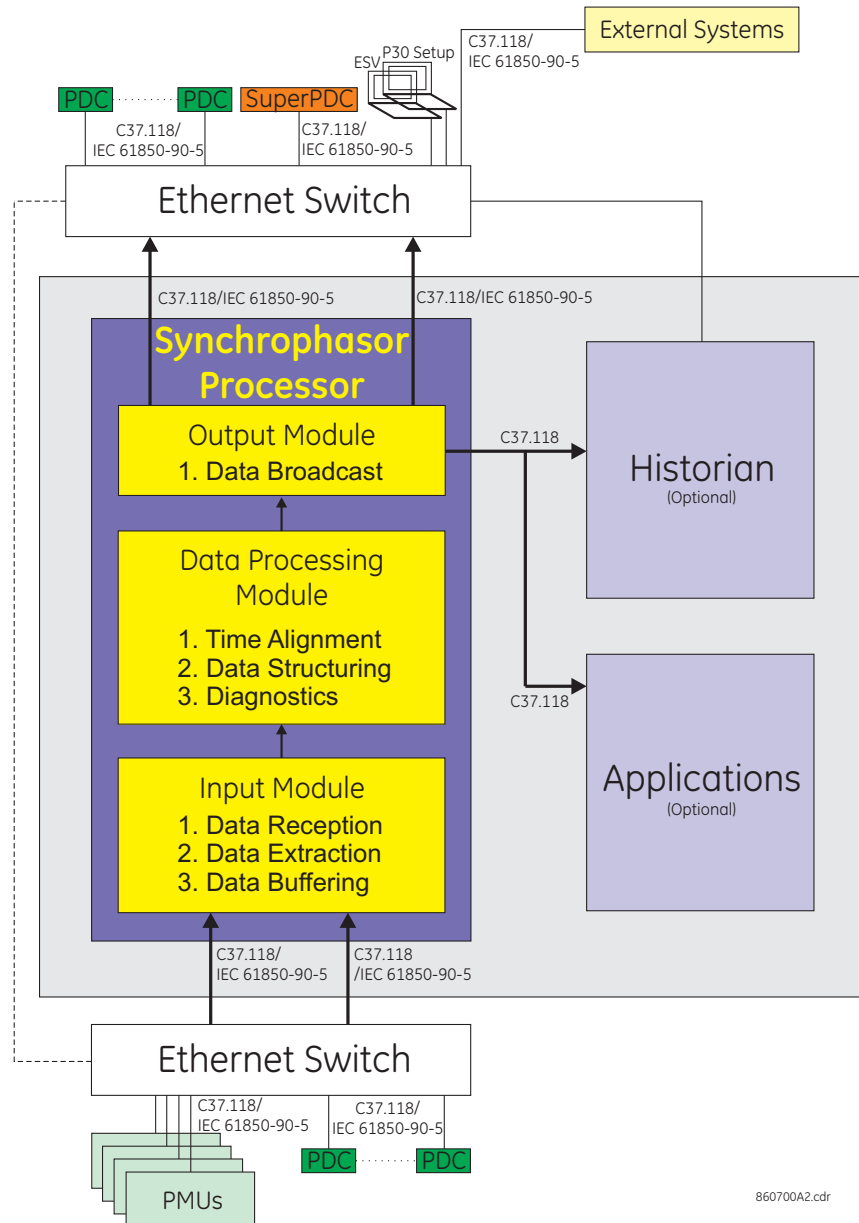 External Systems
C37.118/
IEC 61850-90-5
P30 Setup
ESV
PDC
PDC
SuperPDC
C37.118/
IEC 61850-90-5
C37.118/
IEC 61850-90-5
Ethernet Switch
C37.118/IEC 61850-90-5
C37.118/IEC 61850-90-5
Synchrophasor
Processor
Output Module
1. Data Broadcast
C37.118
Historian
(Optional)
Data Processing
Module
1. Time Alignment
2. Data Structuring
3. Diagnostics
C37.118
Applications
(Optional)
Input Module
1. Data Reception
2. Data Extraction
3. Data Buffering
C37.118/
IEC 61850-90-5
C37.118
/IEC 61850-90-5
Ethernet Switch
C37.118/
IEC 61850-90-5
C37.118/
IEC 61850-90-5
PDC
PDC
PMUs
860700A2.cdr